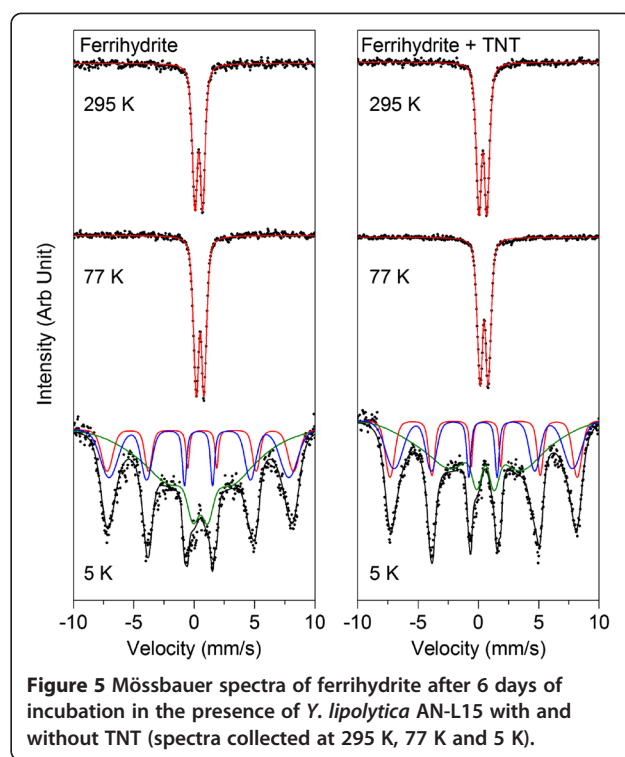 Ferrihydrite
295 K
77 K
5 K
-10 -5 0 5 10
Velocity (mm/s)
Intensity (Arb Unit)
Ferrihydrite + TNT
295 K
77 K
5 K
-10 -5 0 5 10
Velocity (mm/s)
Figure 5 Mössbauer spectra of ferrihydrite after 6 days of
incubation in the presence of Y. lipolytica AN-L15 with and
without TNT (spectra collected at 295 K, 77 K and 5 K).